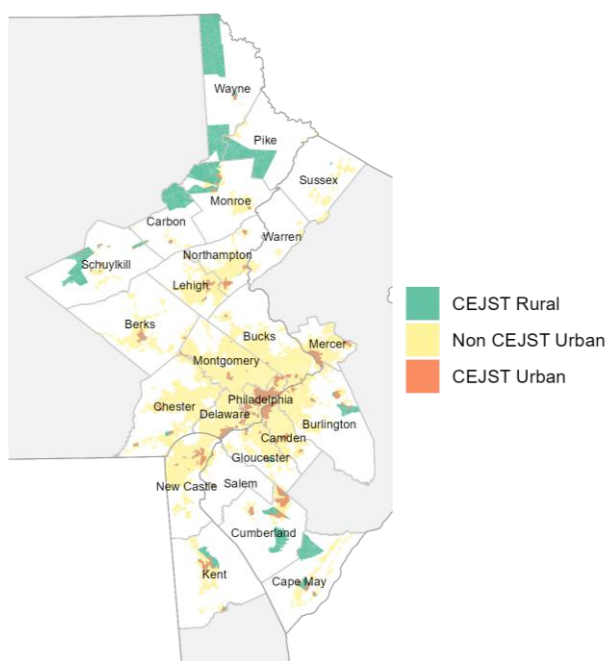 Wayne
Pike
Sussex
Monroe
Carbon
Warren
Northampton
Schuylkill
Lehigh
Berks
Bucks
Mercer
Montgomery
Philadelphia
Chester
Delaware
Burlington
Camden
Gloucester
New Castle
Salem
Cumberland
Kent
Cape May
CEJST Rural
Non CEJST Urban
CEJST Urban